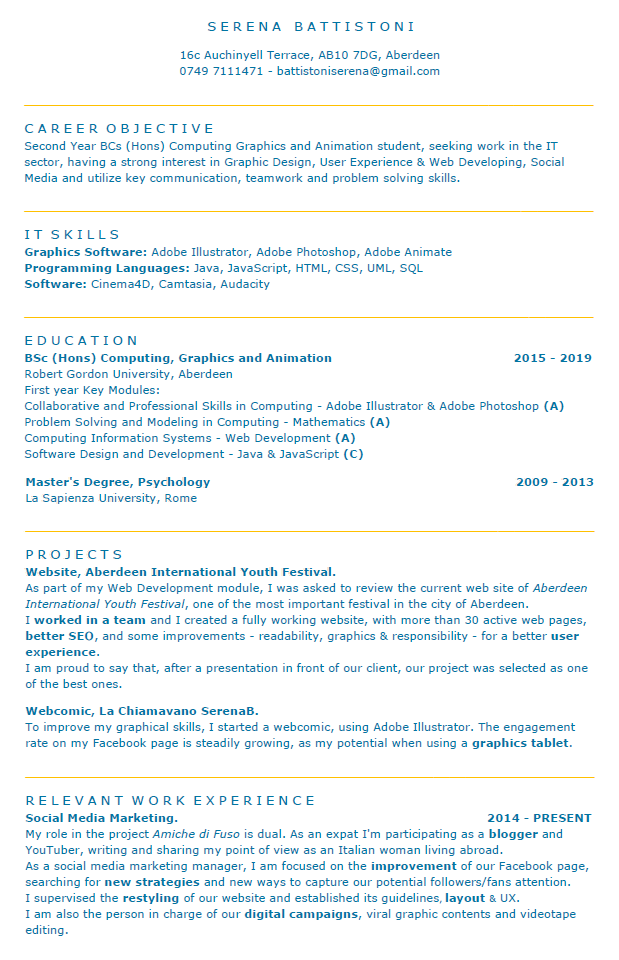 SERENA BATTISTONI
16c Auchinyell Terrace, AB10 7DG, Aberdeen
0749 7111471 - battistoniserena@gmail.com
CAREER OBJECTIVE
Second Year BCs (Hons) Computing Graphics and Animation student, seeking work in the IT
sector, having a strong interest in Graphic Design, User Experience & Web Developing, Social
Media and utilize key communication, teamwork and problem solving skills.
IT SKILLS
Graphics Software: Adobe Illustrator, Adobe Photoshop, Adobe Animate
Programming Languages: Java, JavaScript, HTML, CSS, UML, SQL
Software: Cinema4D, Camtasia, Audacity
EDUCATION
BSc (Hons) Computing, Graphics and Animation 2015 - 2019
Robert Gordon University, Aberdeen
First year Key Modules:
Collaborative and Professional Skills in Computing - Adobe Illustrator & Adobe Photoshop (A)
Problem Solving and Modeling in Computing - Mathematics (A)
Computing Information Systems - Web Development (A)
Software Design and Development - Java & JavaScript (C)
Master's Degree, Psychology 2009 - 2013
La Sapienza University, Rome
PROJECTS
Website, Aberdeen International Youth Festival.
As part of my Web Development module, I was asked to review the current web site of Aberdeen
International Youth Festival, one of the most important festival in the city of Aberdeen.
I worked in a team and I created a fully working website, with more than 30 active web pages,
better SEO, and some improvements - readability, graphics & responsibility - for a better user
experience.
I am proud to say that, after a presentation in front of our client, our project was selected as one
of the best ones.
Webcomic, La Chiamavano SerenaB.
To improve my graphical skills, I started a webcomic, using Adobe Illustrator. The engagement
rate on my Facebook page is steadily growing, as my potential when using a graphics tablet.
RELEVANT WORK EXPERIENCE
Social Media Marketing. 2014 - PRESENT
My role in the project Amiche di Fuso is dual. As an expat I'm participating as a blogger and
YouTuber, writing and sharing my point of view as an Italian woman living abroad.
As a social media marketing manager, I am focused on the improvement of our Facebook page,
searching for new strategies and new ways to capture our potential followers/fans attention.
I supervised the restyling of our website and established its guidelines, layout & UX.
I am also the person in charge of our digital campaigns, viral graphic contents and videotape
editing.